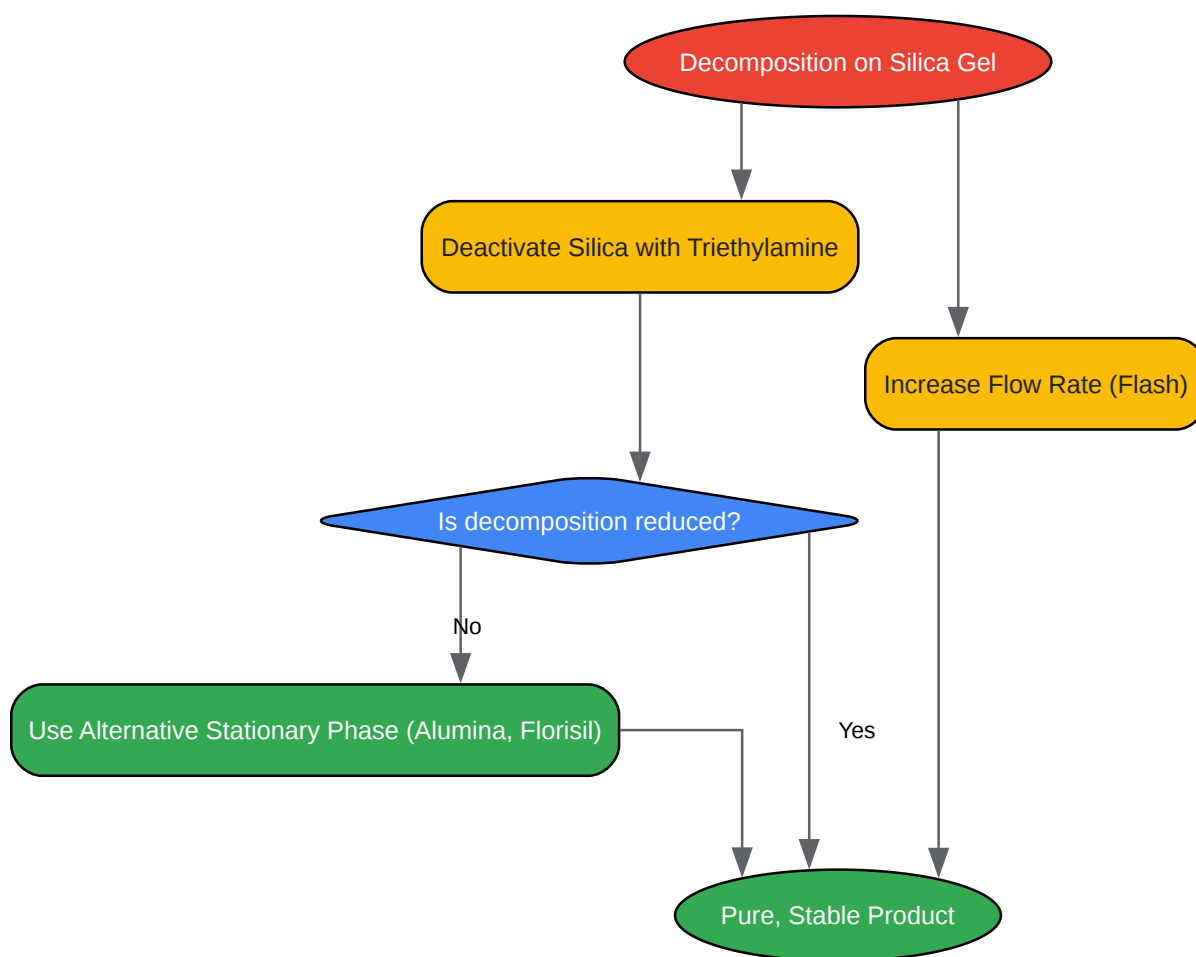 Decomposition on Silica Gel
Deactivate Silica with Triethylamine
Increase Flow Rate (Flash)
Is decomposition reduced?
No
Use Alternative Stationary Phase (Alumina, Florisil)
Yes
Pure, Stable Product